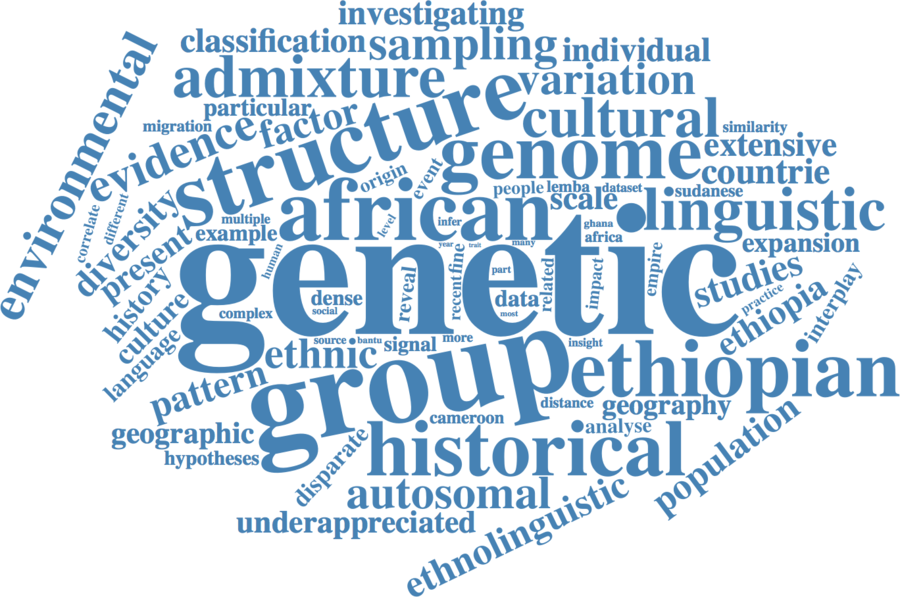 investigating
classification sampling individual
environmental
admixture variation
particular
structure
migration
evidence factor
cultural similarity
genome extensive
countrie
origin event
people lemba dataset sudanese
correlate different
diversity
multiple
african
level
infer
scale
ghana
linguistic
present
example
africa
expansion
human
year trait many
genetic
history
recent fine
part
related
impact
empire
studies
culture
complex
dense
social
reveal
data
most
practice
ethiopia
interplay
language
source bantu signal more
insight
ethnic
pattern
group
ethiopian
distance geography
cameroon
geographic
analyse
historical
hypotheses
disparate
population
autosomal
underappreciated
ethnolinguistic